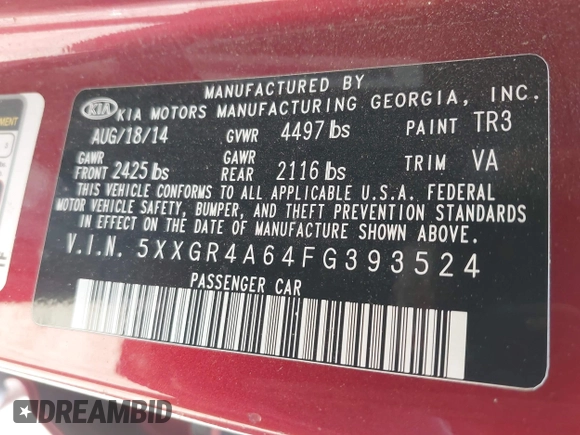 MANUFACTURED BY
KIA KIA MOTORS MANUFACTURING GEORGIA, INC.
AUG/18/14 GVWR 4497 lbs PAINT TR3
GAWR FRONT 2425 lbs GAWR REAR 2116 lbs TRIM VA
THIS VEHICLE CONFORMS TO ALL APPLICABLE U.S.A. FEDERAL
MOTOR VEHICLE SAFETY, BUMPER, AND THEFT PREVENTION STANDARDS
IN EFFECT ON THE DATE OF MANUFACTURE SHOWN ABOVE.
V.I.N. 5XXGR4A64FG393524
PASSENGER CAR
DREAMBID